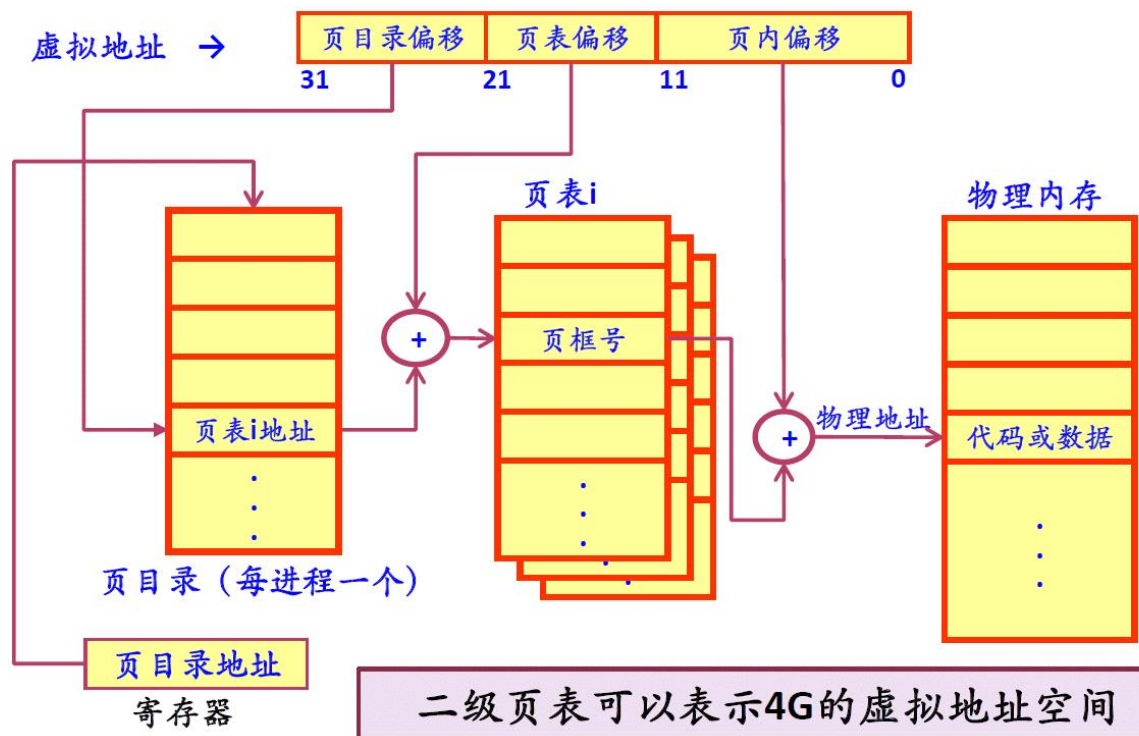 虚拟地址 →
页目录偏移 页表偏移 页内偏移
31 21 11 0
页表i
物理内存
+
页框号
页表i地址
+
物理地址
代码或数据
页目录（每进程一个）
页目录地址
寄存器
二级页表可以表示4G的虚拟地址空间